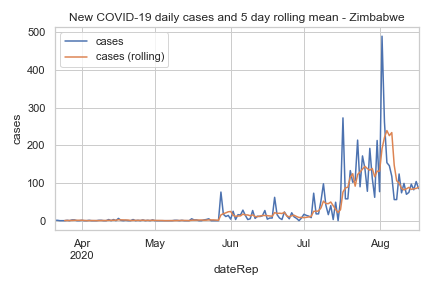 New COVID-19 daily cases and 5 day rolling mean - Zimbabwe
cases
cases (rolling)
500
400
300
200
100
0
cases
Apr
2020
May
Jun
Jul
Aug
dateRep